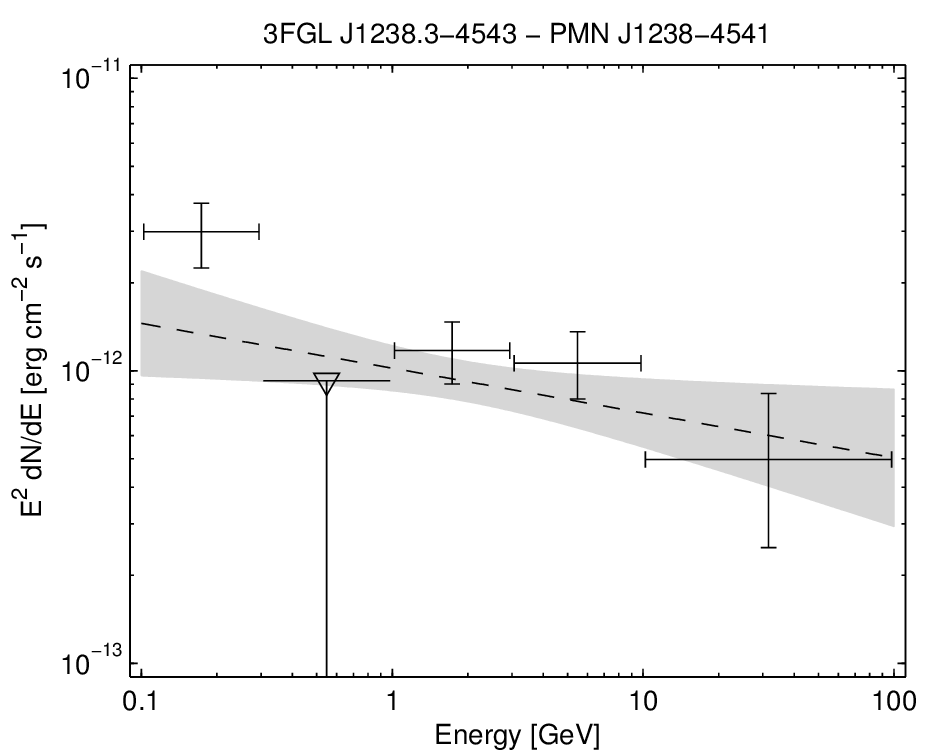 3FGL J1238.3−4543 − PMN J1238−4541
E² dN/dE [erg cm⁻² s⁻¹]
10⁻¹¹
10⁻¹²
10⁻¹³
0.1 1 10 100
Energy [GeV]